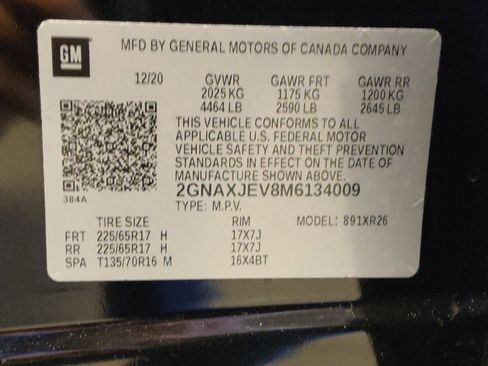 GM
MFD BY GENERAL MOTORS OF CANADA COMPANY
12/20 GVWR GAWR FRT GAWR RR
2025 KG 1175 KG 1200 KG
4464 LB 2590 LB 2645 LB
THIS VEHICLE CONFORMS TO ALL
APPLICABLE U.S. FEDERAL MOTOR
VEHICLE SAFETY AND THEFT PREVENTION
STANDARDS IN EFFECT ON THE DATE OF
MANUFACTURE SHOWN ABOVE.
384A
2GNAXJEV8M6134009
TYPE: M.P.V.
TIRE SIZE RIM MODEL: 891XR26
FRT 225/65R17 H 17X7J
RR 225/65R17 H 17X7J
SPA T135/70R16 M 16X4BT